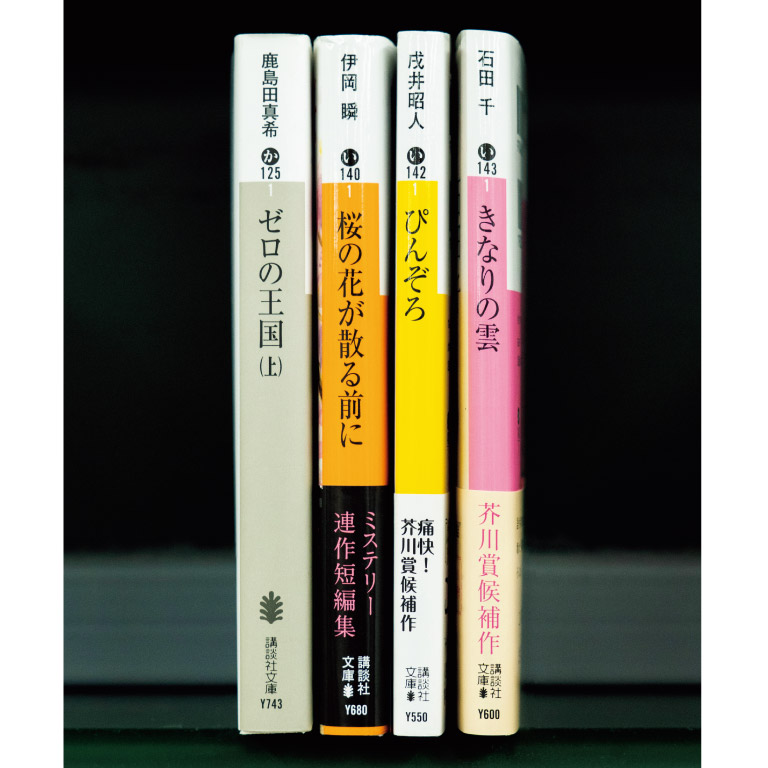 鹿島田真希
か
125
1
ゼロの王国(上)
講談社文庫
Y743
伊岡 瞬
い
140
1
桜の花が散る前に
ミステリー
連作短編集
講談社
文庫
Y680
戌井昭人
い
142
1
ぴんぞろ
痛快!
芥川賞候補作
講談社
文庫
Y550
石田 千
い
143
1
きなりの雲
芥川賞候補作
講談社
文庫
Y600